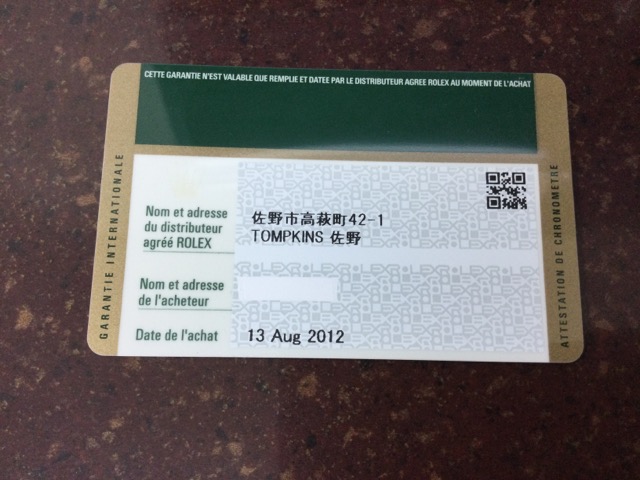 CETTE GARANTIE N'EST VALABLE QUE REMPLIE ET DATEE PAR LE DISTRIBUTEUR AGREE ROLEX AU MOMENT DE L'ACHAT
GARANTIE INTERNATIONALE
Nom et adresse
du distributeur
agréé ROLEX
佐野市高萩町42-1
TOMPKINS 佐野
Nom et adresse
de l'acheteur
Date de l'achat
13 Aug 2012
ATTESTATION DE CHRONOMETRE